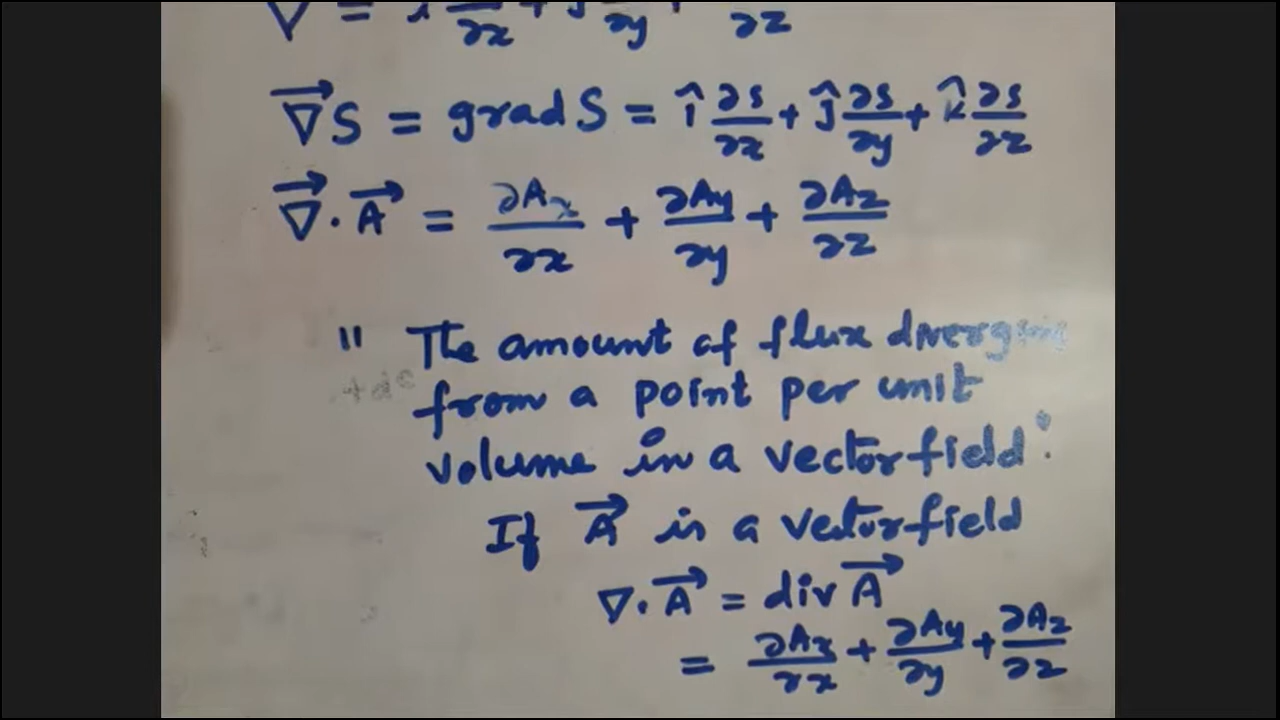 ∇⃗S = grad S = î ∂s/∂x + ĵ ∂s/∂y + k̂ ∂s/∂z
∇⃗·A⃗ = ∂Ax/∂x + ∂Ay/∂y + ∂Az/∂z
" The amount of flux diverging
from a point per unit
volume in a vector field".
If A⃗ is a vector field
∇·A⃗ = div A⃗
= ∂Ax/∂x + ∂Ay/∂y + ∂Az/∂z